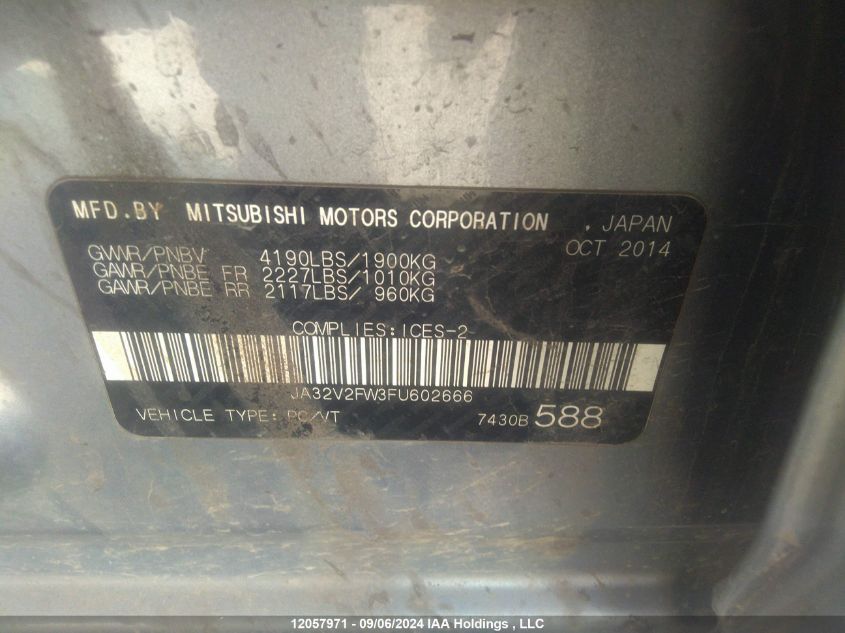 MFD.BY MITSUBISHI MOTORS CORPORATION , JAPAN
OCT 2014
GVWR/PNBV 4190LBS/1900KG
GAWR/PNBE FR 2227LBS/1010KG
GAWR/PNBE RR 2117LBS/ 960KG
COMPLIES:ICES-2
JA32V2FW3FU602666
VEHICLE TYPE: PC/VT 7430B 588
12057971 - 09/06/2024 IAA Holdings , LLC